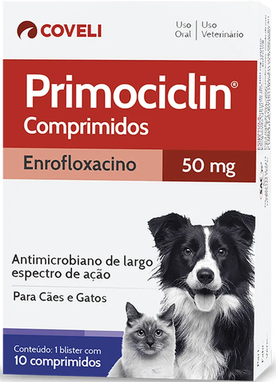 COVELI
Uso Oral
Uso Veterinário
Primociclin®
Comprimidos
Enrofloxacino
50 mg
Antimicrobiano de largo
espectro de ação
Para Cães e Gatos
Conteúdo: 1 blister com
10 comprimidos